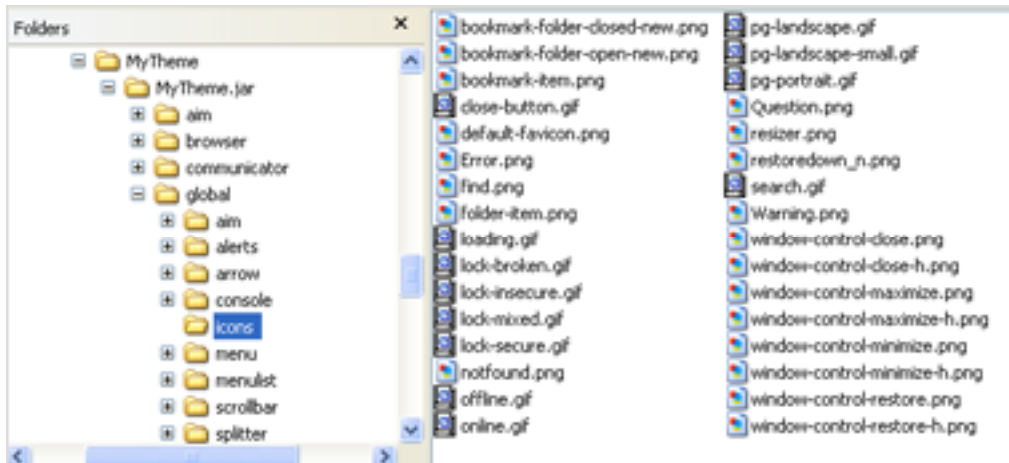 Folders
MyTheme
MyTheme.jar
aim
browser
communicator
global
aim
alerts
arrow
console
icons
menu
menulist
scrollbar
splitter
bookmark-folder-closed-new.png
bookmark-folder-open-new.png
bookmark-item.png
close-button.gif
default-favicon.png
Error.png
find.png
folder-item.png
loading.gif
lock-broken.gif
lock-insecure.gif
lock-mixed.gif
lock-secure.gif
notfound.png
offline.gif
online.gif
pg-landscape.gif
pg-landscape-small.gif
pg-portrait.gif
Question.png
resizer.png
restoredown_n.png
search.gif
Warning.png
window-control-close.png
window-control-close-h.png
window-control-maximize.png
window-control-maximize-h.png
window-control-minimize.png
window-control-minimize-h.png
window-control-restore.png
window-control-restore-h.png